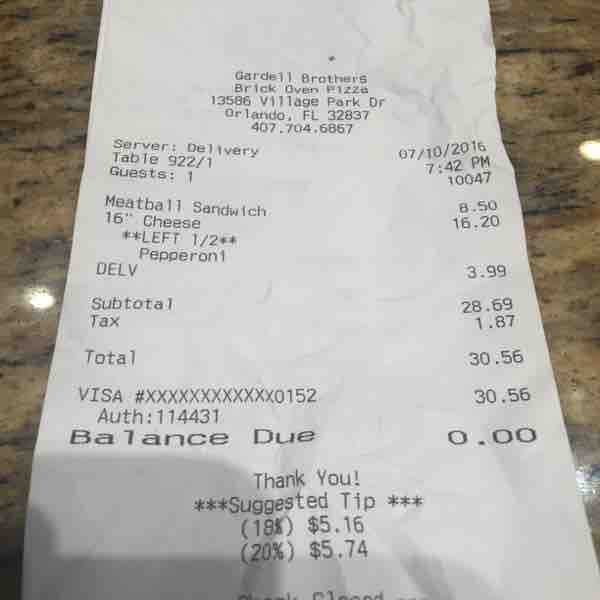 Gardell Brothers
Brick Oven Pizza
13586 Village Park Dr
Orlando, FL 32837
407.704.6867
Server: Delivery 07/10/2016
Table 922/1 7:42 PM
Guests: 1 10047
Meatball Sandwich 8.50
16" Cheese 16.20
**LEFT 1/2**
Pepperoni
DELV 3.99
Subtotal 28.69
Tax 1.87
Total 30.56
VISA #XXXXXXXXXXXX0152 30.56
Auth:114431
Balance Due 0.00
Thank You!
***Suggested Tip ***
(18%) $5.16
(20%) $5.74